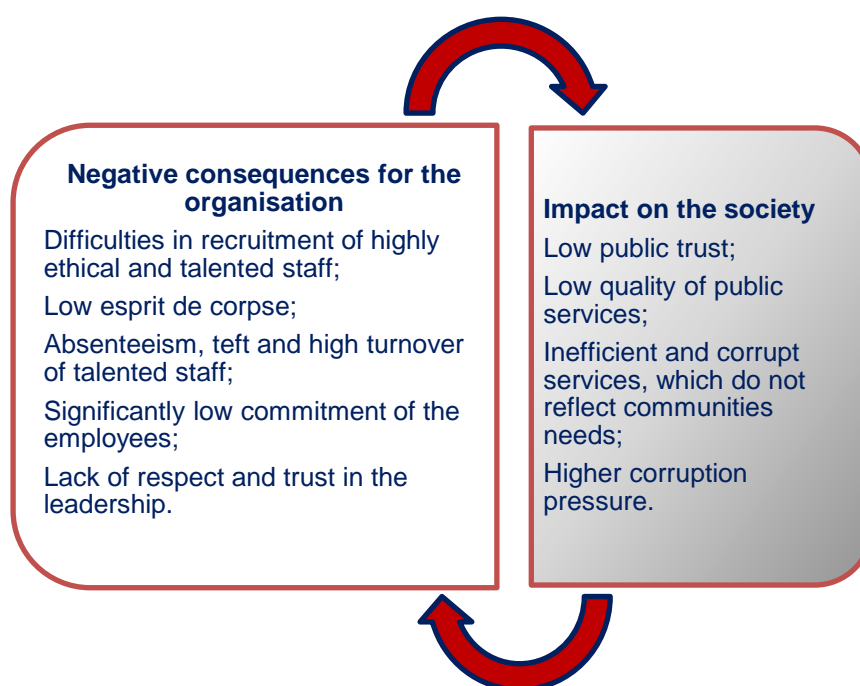 Negative consequences for the
organisation
Difficulties in recruitment of highly
ethical and talented staff;
Low esprit de corpse;
Absenteeism, teft and high turnover
of talented staff;
Significantly low commitment of the
employees;
Lack of respect and trust in the
leadership.
Impact on the society
Low public trust;
Low quality of public
services;
Inefficient and corrupt
services, which do not
reflect communities
needs;
Higher corruption
pressure.